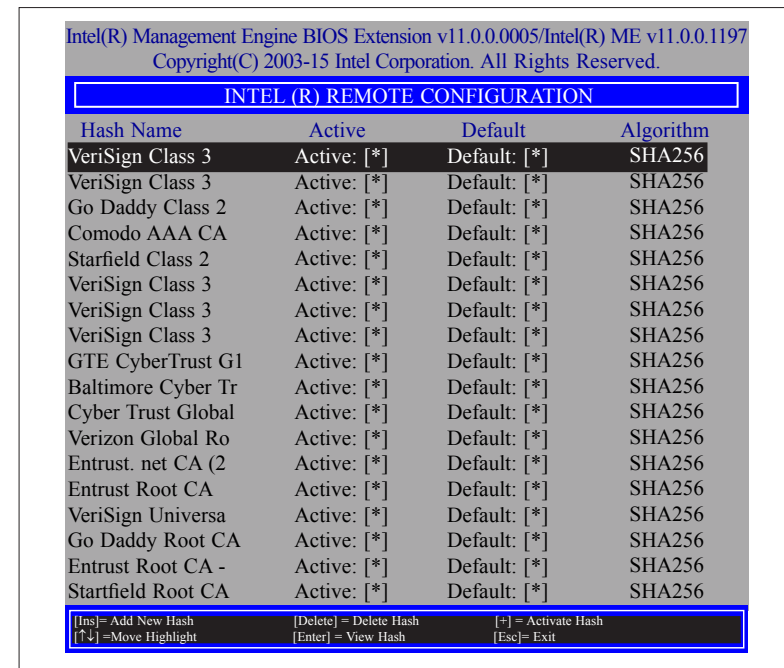 Intel(R) Management Engine BIOS Extension v11.0.0.0005/Intel(R) ME v11.0.0.1197
Copyright(C) 2003-15 Intel Corporation. All Rights Reserved.
INTEL (R) REMOTE CONFIGURATION
Hash Name Active Default Algorithm
VeriSign Class 3 Active: [*] Default: [*] SHA256
VeriSign Class 3 Active: [*] Default: [*] SHA256
Go Daddy Class 2 Active: [*] Default: [*] SHA256
Comodo AAA CA Active: [*] Default: [*] SHA256
Starfield Class 2 Active: [*] Default: [*] SHA256
VeriSign Class 3 Active: [*] Default: [*] SHA256
VeriSign Class 3 Active: [*] Default: [*] SHA256
VeriSign Class 3 Active: [*] Default: [*] SHA256
GTE CyberTrust G1 Active: [*] Default: [*] SHA256
Baltimore Cyber Tr Active: [*] Default: [*] SHA256
Cyber Trust Global Active: [*] Default: [*] SHA256
Verizon Global Ro Active: [*] Default: [*] SHA256
Entrust. net CA (2 Active: [*] Default: [*] SHA256
Entrust Root CA Active: [*] Default: [*] SHA256
VeriSign Universa Active: [*] Default: [*] SHA256
Go Daddy Root CA Active: [*] Default: [*] SHA256
Entrust Root CA - Active: [*] Default: [*] SHA256
Startfield Root CA Active: [*] Default: [*] SHA256
[Ins]= Add New Hash [Delete] = Delete Hash [+] = Activate Hash
[↑↓] =Move Highlight [Enter] = View Hash [Esc]= Exit